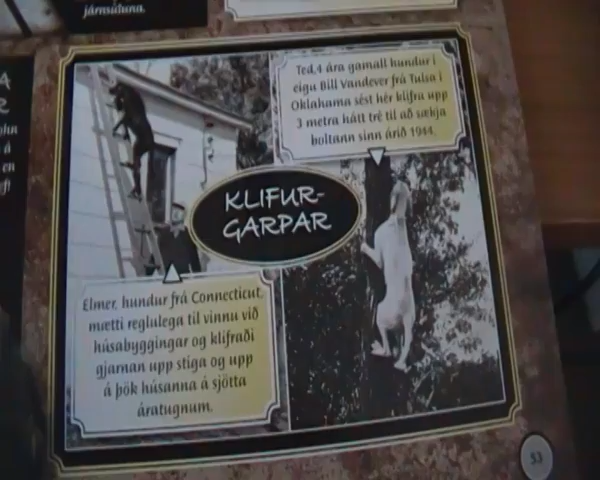 járnsúluna.
Ted, 4 ára gamall hundur í
eigu Bill Vandever frá Tulsa í
Oklahoma sést hér klifra upp
3 metra hátt tré til að sækja
boltann sinn árið 1944.
KLIFUR-
GARPAR
Elmer, hundur frá Connecticut,
mætti reglulega til vinnu við
húsabyggingar og klifraði
gjarnan upp stiga og upp
á þök húsanna á sjötta
áratugnum.
A
R
á
en
53